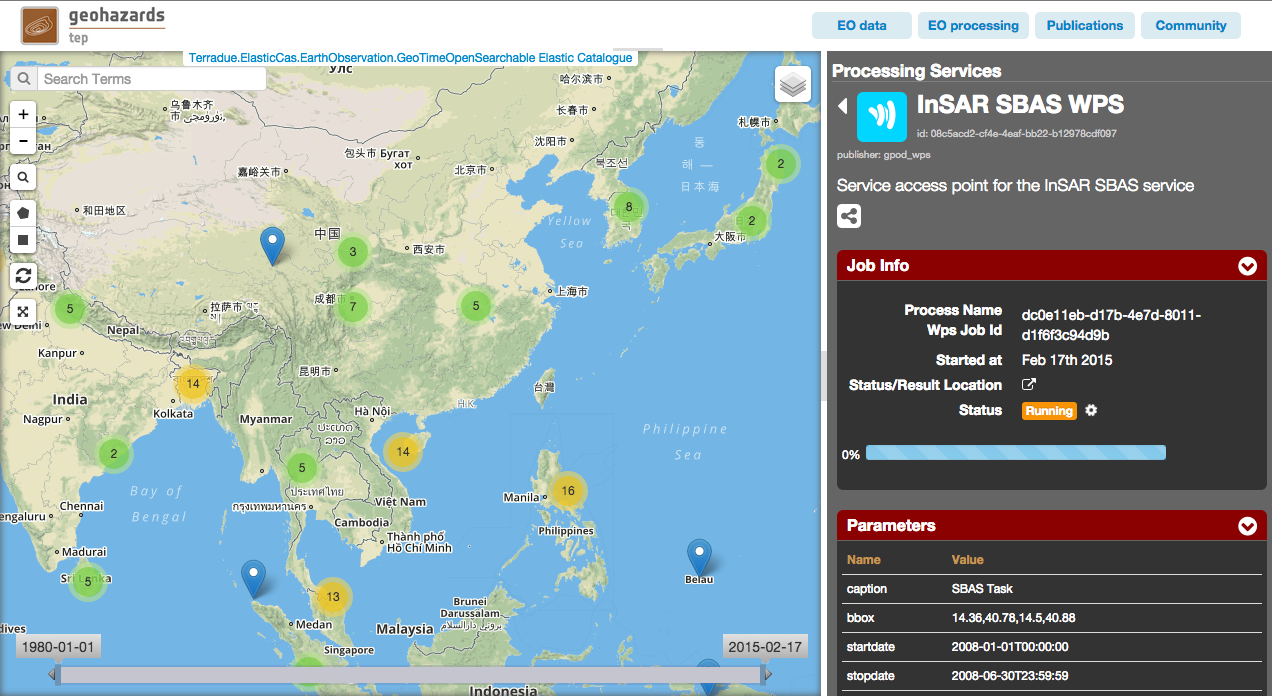 geohazards
tep
EO data
EO processing
Publications
Community
Terradue.ElasticCas.EarthObservation.GeoTimeOpenSearchable Elastic Catalogue
Search Terms
+
−
哈尔滨市
长春市
乌鲁木齐
札幌市
沈阳市
包头市 Бугат
хот
북조선
동
해 —
日本海
北京市
嘉峪关市
2
8
和田地区
Yellow
Sea
2
中国
大阪市
3
西安市
上海市
成都市
7
5
5
拉萨市
Nepal
Kanpur
昆明市
14
台灣
India
Kolkata
Nagpur
Myanmar
Hà Nội
H.K.
Philippine
Sea
2
14
5
ประเทศไทย
16
Bay of
Bengal
Manila
Chennai
กรุงเทพมหานคร
Việt Nam
Cambodia
Philippines
Thành phố
Hồ Chí Minh
Madurai
Sri Lanka
5
Belau
13
Brunei
Darussalam
Medan
Malaysia
Singapore
1980-01-01
2015-02-17
Indonesia
Processing Services
InSAR SBAS WPS
id: 08c5acd2-cf4e-4eaf-bb22-b12978cdf097
publisher: gpod_wps
Service access point for the InSAR SBAS service
Job Info
Process Name
Wps Job Id
dc0e11eb-d17b-4e7d-8011-
d1f6f3c94d9b
Started at
Feb 17th 2015
Status/Result Location
Status
Running
0%
Parameters
Name
Value
caption
SBAS Task
bbox
14.36,40.78,14.5,40.88
startdate
2008-01-01T00:00:00
stopdate
2008-06-30T23:59:59